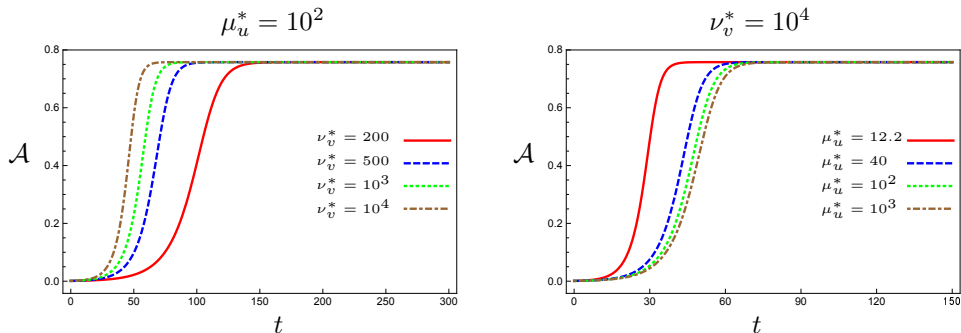 μ*_u = 10^2
0.8
0.6
𝒜 0.4
0.2
0.0
ν*_v = 200
ν*_v = 500
ν*_v = 10^3
ν*_v = 10^4
0 50 100 150 200 250 300
t
ν*_v = 10^4
0.8
0.6
𝒜 0.4
0.2
0.0
μ*_u = 12.2
μ*_u = 40
μ*_u = 10^2
μ*_u = 10^3
0 30 60 90 120 150
t